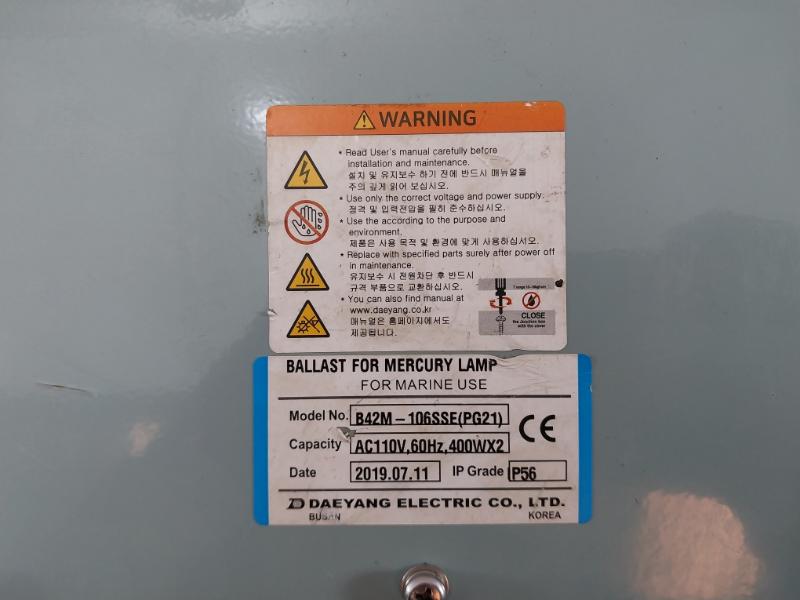 WARNING
• Read User's manual carefully before
installation and maintenance.
설치 및 유지보수 하기 전에 반드시 매뉴얼을
주의 깊게 읽어 보십시오.
• Use only the correct voltage and power supply.
정격 및 입력전압을 필히 준수하십시오.
• Use the according to the purpose and
environment.
제품은 사용 목적 및 환경에 맞게 사용하십시오.
• Replace with specified parts surely after power off
in maintenance.
유지보수 시 전원차단 후 반드시
규격 부품으로 교환하십시오.
• You can also find manual at
www.daeyang.co.kr
매뉴얼은 홈페이지에서도
제공됩니다.
CLOSE
the Junction box
with the cover
BALLAST FOR MERCURY LAMP
FOR MARINE USE
Model No. B42M-106SSE(PG21)
Capacity AC110V,60Hz,400WX2
Date 2019.07.11 IP Grade IP56
CE
DAEYANG ELECTRIC CO., LTD.
BUSAN KOREA